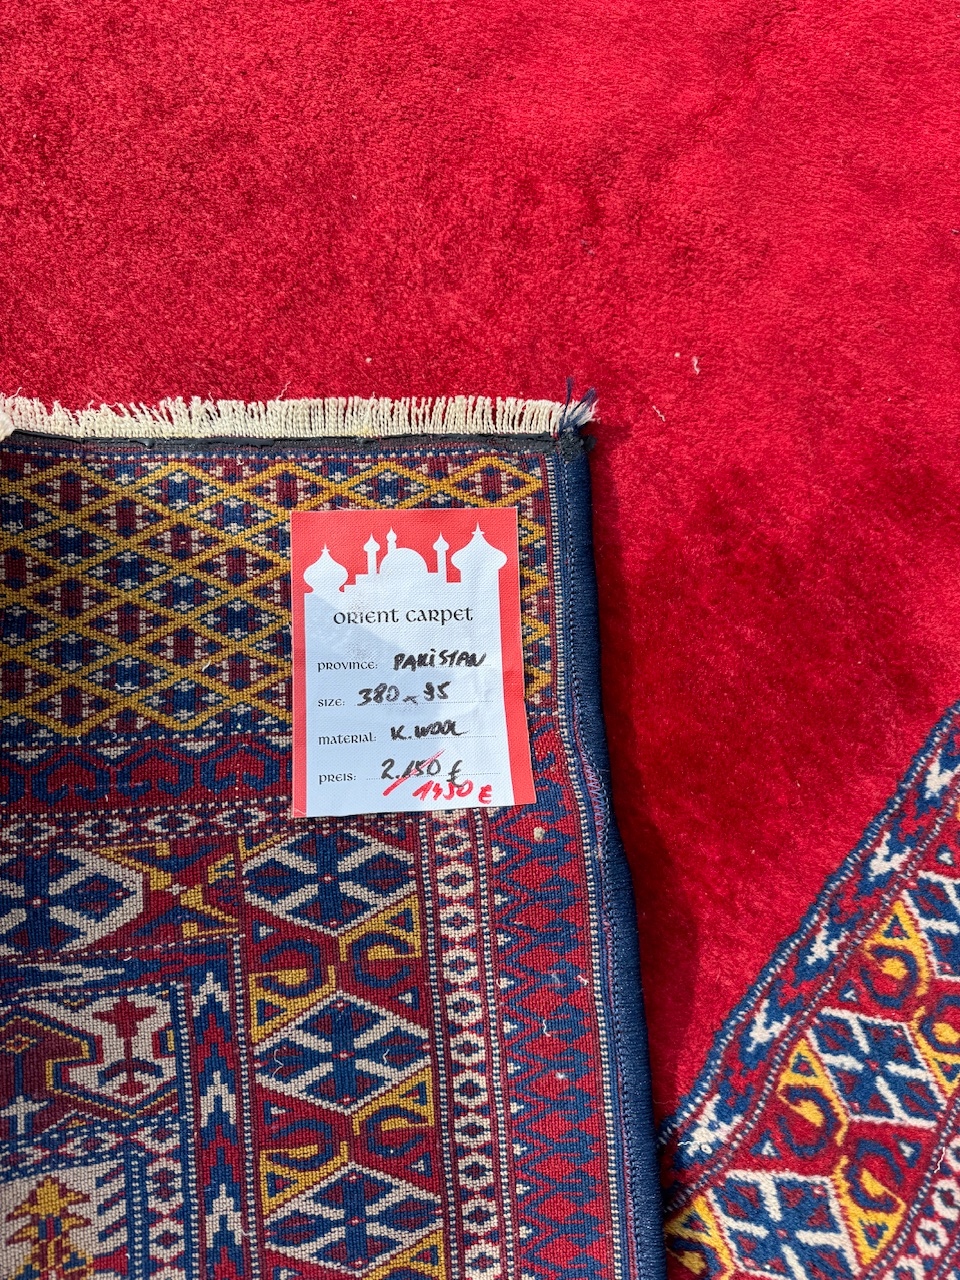 ORIENT CARPET
PROVINCE: PAKISTAN
SIZE: 380 x 95
MATERIAL: K. WOOL
PREIS: 2.150 €
1450 €